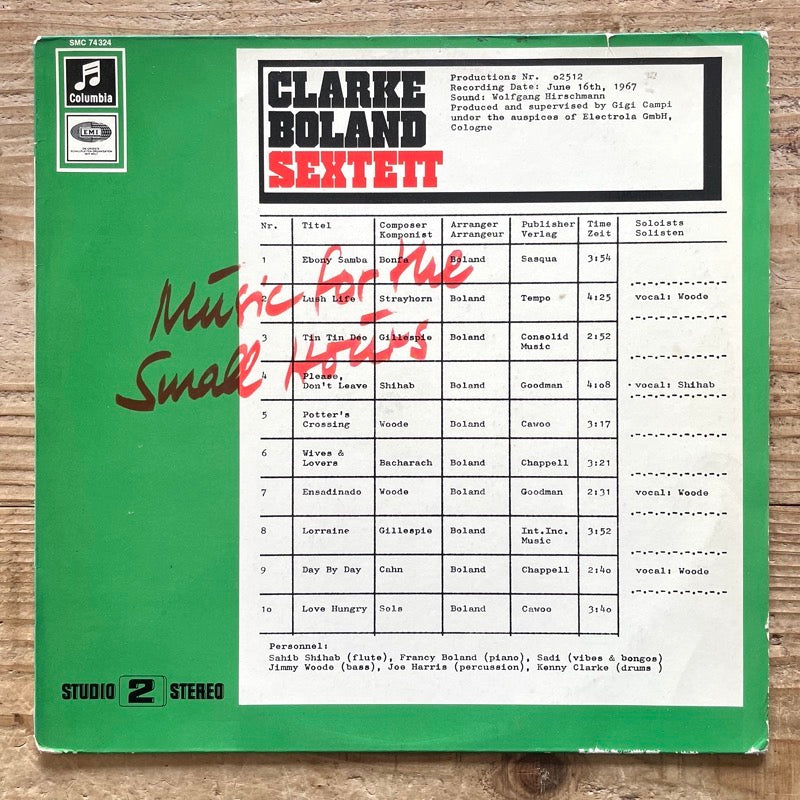 SMC 74324
Columbia
EMI
CLARKE
BOLAND
SEXTETT
Productions Nr. o2512
Recording Date: June 16th, 1967
Sound: Wolfgang Hirschmann
Produced and supervised by Gigi Campi
under the auspices of Electrola GmbH,
Cologne
Music for the
Small Hours
Nr. Titel Composer Komponist Arranger Arrangeur Publisher Verlag Time Zeit Soloists Solisten
1 Ebony Samba Bonfa Boland Sasqua 3:54
2 Lush Life Strayhorn Boland Tempo 4:25 vocal: Woode
3 Tin Tin Deo Gillespie Boland Consolid Music 2:52
4 Please, Don't Leave Shihab Boland Goodman 4:o8 vocal: Shihab
5 Potter's Crossing Woode Boland Cawoo 3:17
6 Wives & Lovers Bacharach Boland Chappell 3:21
7 Ensadinado Woode Boland Goodman 2:31 vocal: Woode
8 Lorraine Gillespie Boland Int.Inc. Music 3:52
9 Day By Day Cahn Boland Chappell 2:4o vocal: Woode
1o Love Hungry Sols Boland Cawoo 3:4o
Personnel:
Sahib Shihab (flute), Francy Boland (piano), Sadi (vibes & bongos)
Jimmy Woode (bass), Joe Harris (percussion), Kenny Clarke (drums )
STUDIO 2 STEREO